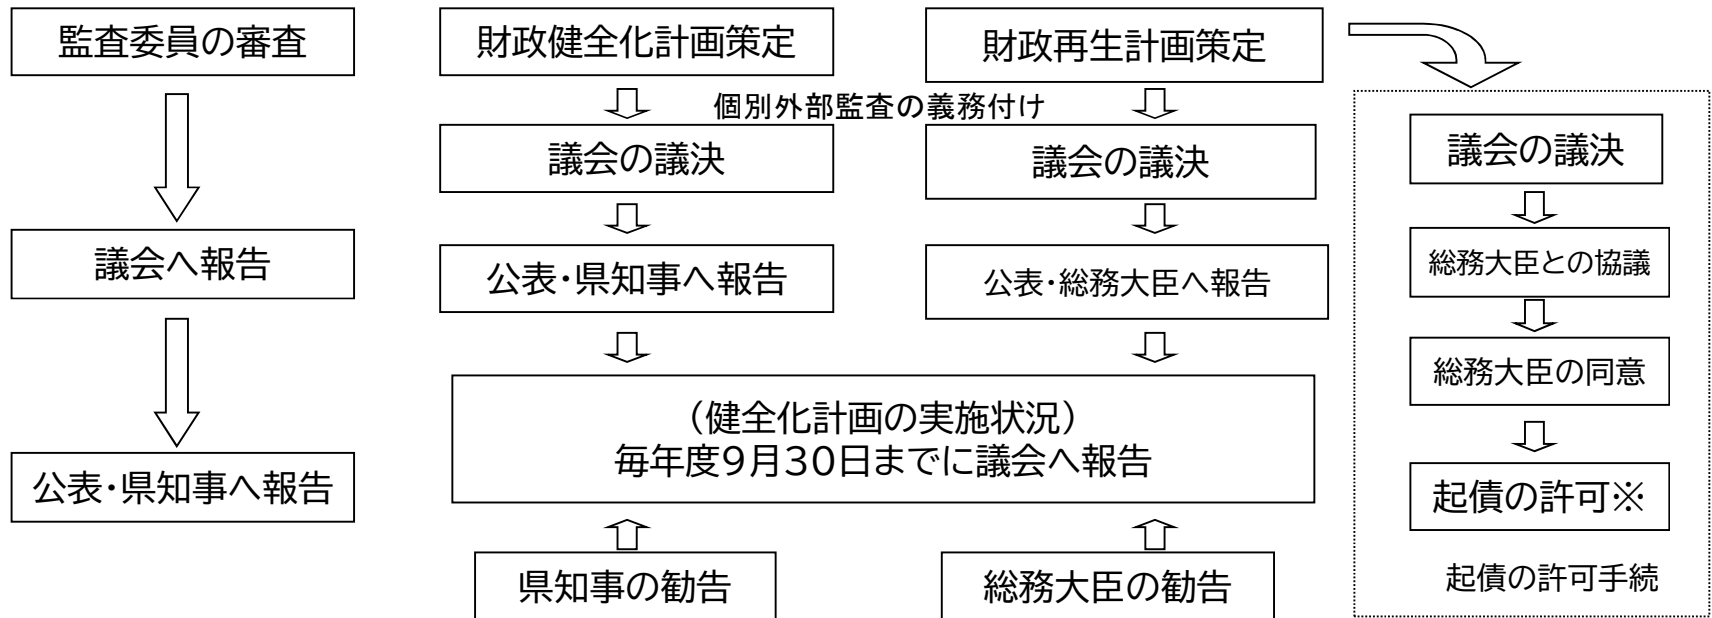 監査委員の審査
議会へ報告
公表・県知事へ報告
財政健全化計画策定
個別外部監査の義務付け
議会の議決
公表・県知事へ報告
財政再生計画策定
議会の議決
公表・総務大臣へ報告
（健全化計画の実施状況）
毎年度９月３０日までに議会へ報告
県知事の勧告
総務大臣の勧告
議会の議決
総務大臣との協議
総務大臣の同意
起債の許可※
起債の許可手続